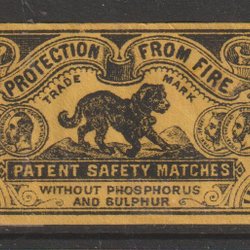 PROTECTION FROM FIRE
TRADE MARK
PATENT SAFETY MATCHES
WITHOUT PHOSPHORUS
AND SULPHUR